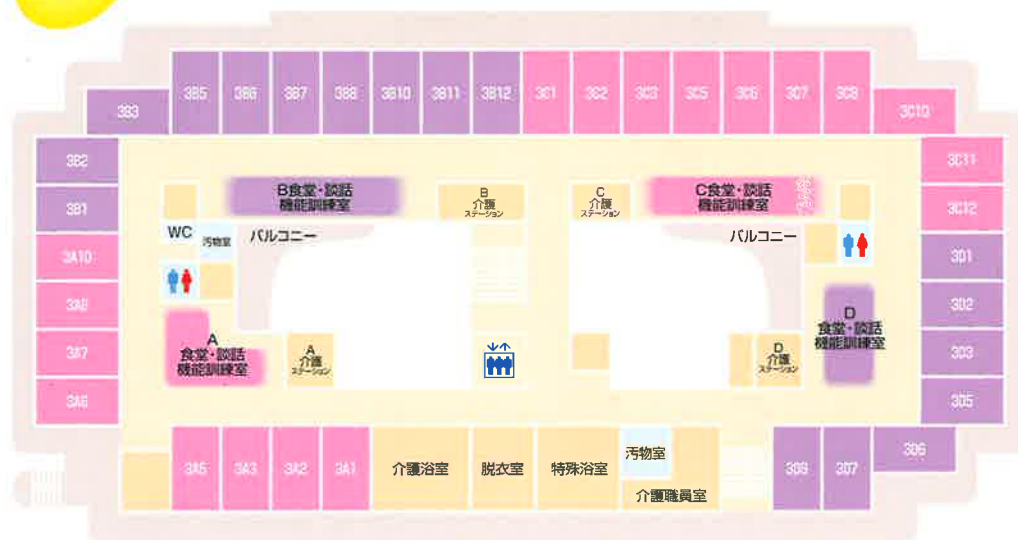 3B5
3B6
3B7
3B8
3B10
3B11
3B12
3C1
3C2
3C3
3C5
3C6
3C7
3C8
3B3
3C10
3B2
3C11
3B1
3C12
B食堂・談話
機能訓練室
B
介護
ステーション
C
介護
ステーション
C食堂・談話
機能訓練室
WC
汚物室
バルコニー
バルコニー
3A10
3D1
3A8
3D2
3A7
3D3
3A6
3D5
A
食堂・談話
機能訓練室
A
介護
ステーション
D
介護
ステーション
D
食堂・談話
機能訓練室
3D6
3A5
3A3
3A2
3A1
介護浴室
脱衣室
特殊浴室
汚物室
介護職員室
3D8
3D7